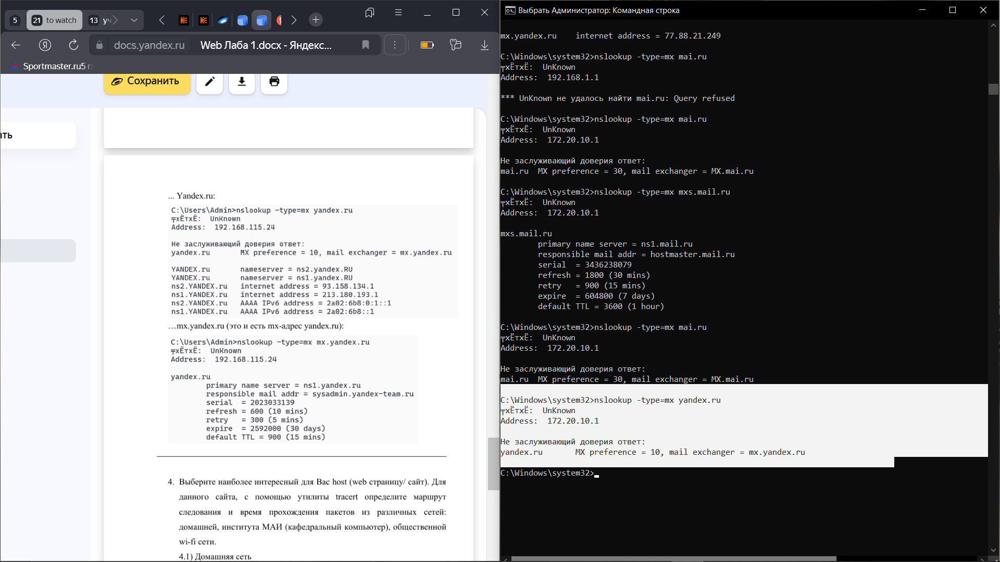 5
21 to watch
13 уч
docs.yandex.ru Web Лаба 1.docx - Яндекс...
Sportmaster.ru5
Сохранить
ать
... Yandex.ru:
C:\Users\Admin>nslookup -type=mx yandex.ru
╤хЁтхЁ:  UnKnown
Address:  192.168.115.24
Не заслуживающий доверия ответ:
yandex.ru       MX preference = 10, mail exchanger = mx.yandex.ru
YANDEX.ru       nameserver = ns2.yandex.RU
YANDEX.ru       nameserver = ns1.yandex.RU
ns2.YANDEX.ru   internet address = 93.158.134.1
ns1.YANDEX.ru   internet address = 213.180.193.1
ns2.YANDEX.ru   AAAA IPv6 address = 2a02:6b8:0:1::1
ns1.YANDEX.ru   AAAA IPv6 address = 2a02:6b8::1
…mx.yandex.ru (это и есть mx-адрес yandex.ru):
C:\Users\Admin>nslookup -type=mx mx.yandex.ru
╤хЁтхЁ:  UnKnown
Address:  192.168.115.24
yandex.ru
primary name server = ns1.yandex.ru
responsible mail addr = sysadmin.yandex-team.ru
serial  = 2023033139
refresh = 600 (10 mins)
retry   = 300 (5 mins)
expire  = 2592000 (30 days)
default TTL = 900 (15 mins)
4. Выберите наиболее интересный для Вас host (web страницу/ сайт). Для
данного сайта, с помощью утилиты tracert определите маршрут
следования и время прохождения пакетов из различных сетей:
домашней, института МАИ (кафедральный компьютер), общественной
wi-fi сети.
4.1) Домашняя сеть
Выбрать Администратор: Командная строка
mx.yandex.ru    internet address = 77.88.21.249
C:\Windows\system32>nslookup -type=mx mai.ru
╤хЁтхЁ:  UnKnown
Address:  192.168.1.1
*** UnKnown не удалось найти mai.ru: Query refused
C:\Windows\system32>nslookup -type=mx mai.ru
╤хЁтхЁ:  UnKnown
Address:  172.20.10.1
Не заслуживающий доверия ответ:
mai.ru  MX preference = 30, mail exchanger = MX.mai.ru
C:\Windows\system32>nslookup -type=mx mxs.mail.ru
╤хЁтхЁ:  UnKnown
Address:  172.20.10.1
mxs.mail.ru
primary name server = ns1.mail.ru
responsible mail addr = hostmaster.mail.ru
serial  = 3436238079
refresh = 1800 (30 mins)
retry   = 900 (15 mins)
expire  = 604800 (7 days)
default TTL = 3600 (1 hour)
C:\Windows\system32>nslookup -type=mx mai.ru
╤хЁтхЁ:  UnKnown
Address:  172.20.10.1
Не заслуживающий доверия ответ:
mai.ru  MX preference = 30, mail exchanger = MX.mai.ru
C:\Windows\system32>nslookup -type=mx yandex.ru
╤хЁтхЁ:  UnKnown
Address:  172.20.10.1
Не заслуживающий доверия ответ:
yandex.ru       MX preference = 10, mail exchanger = mx.yandex.ru
C:\Windows\system32>